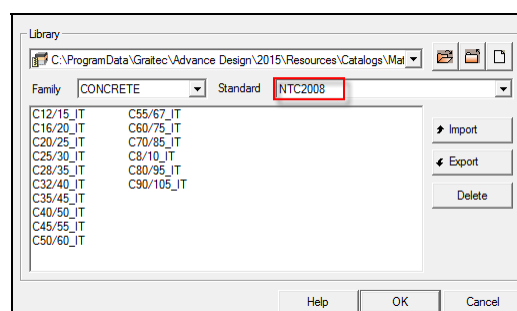 Library
C:\ProgramData\Graitec\Advance Design\2015\Resources\Catalogs\Mat
Family CONCRETE Standard NTC2008
C12/15_IT C55/67_IT
C16/20_IT C60/75_IT
C20/25_IT C70/85_IT
C25/30_IT C8/10_IT
C28/35_IT C80/95_IT
C32/40_IT C90/105_IT
C35/45_IT
C40/50_IT
C45/55_IT
C50/60_IT
Import
Export
Delete
Help OK Cancel